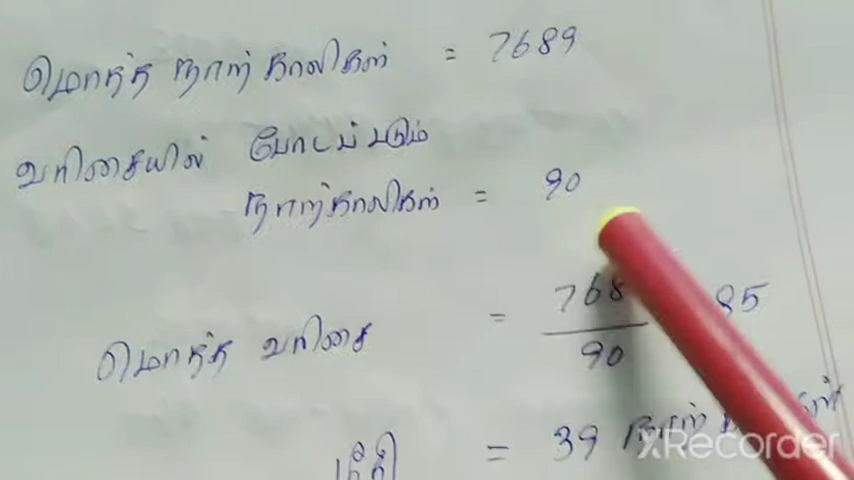 மொத்த நாற்காலிகள் = 7689
வரிசையில் போடப்படும்
நாற்காலிகள் = 90
மொத்த வரிசை = 768 / 90 85
மீதி = 39
XRecorder